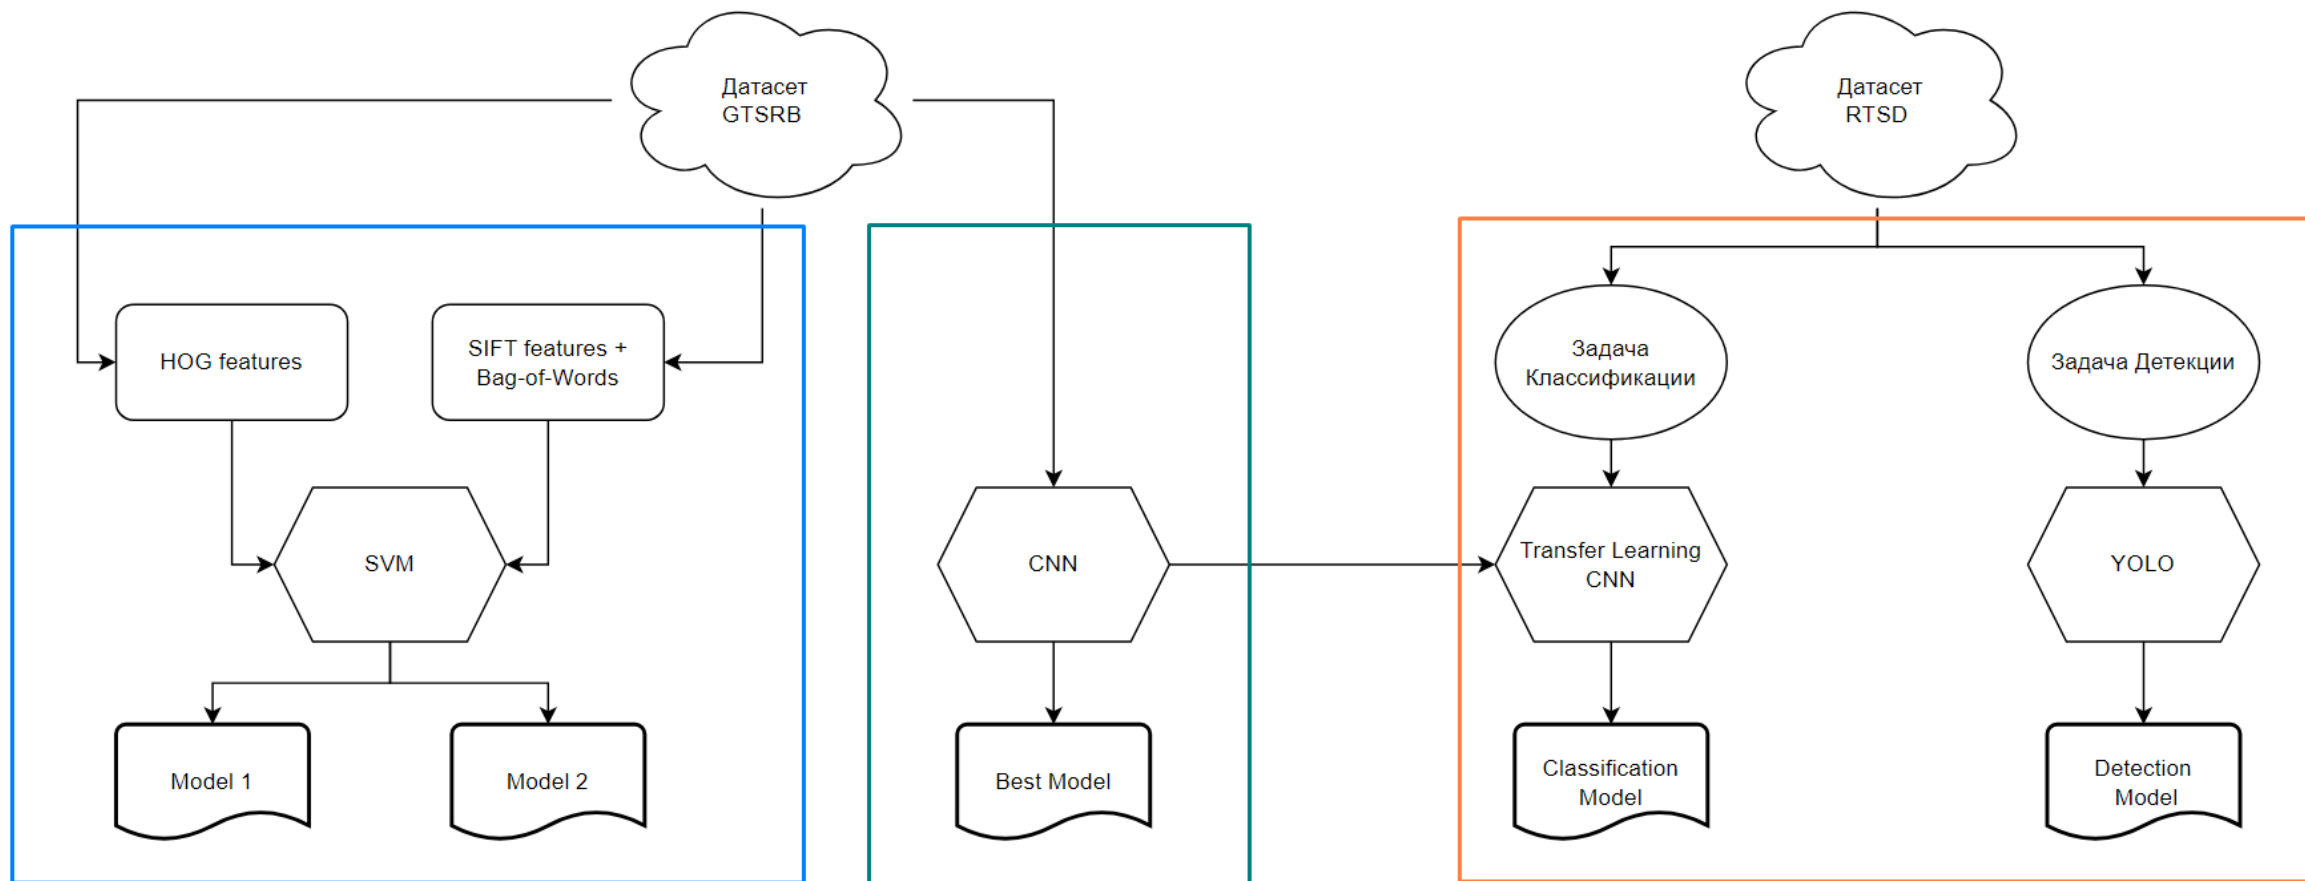 Датасет
GTSRB
Датасет
RTSD
HOG features
SIFT features +
Bag-of-Words
Задача
Классификации
Задача Детекции
SVM
CNN
Transfer Learning
CNN
YOLO
Model 1
Model 2
Best Model
Classification
Model
Detection
Model